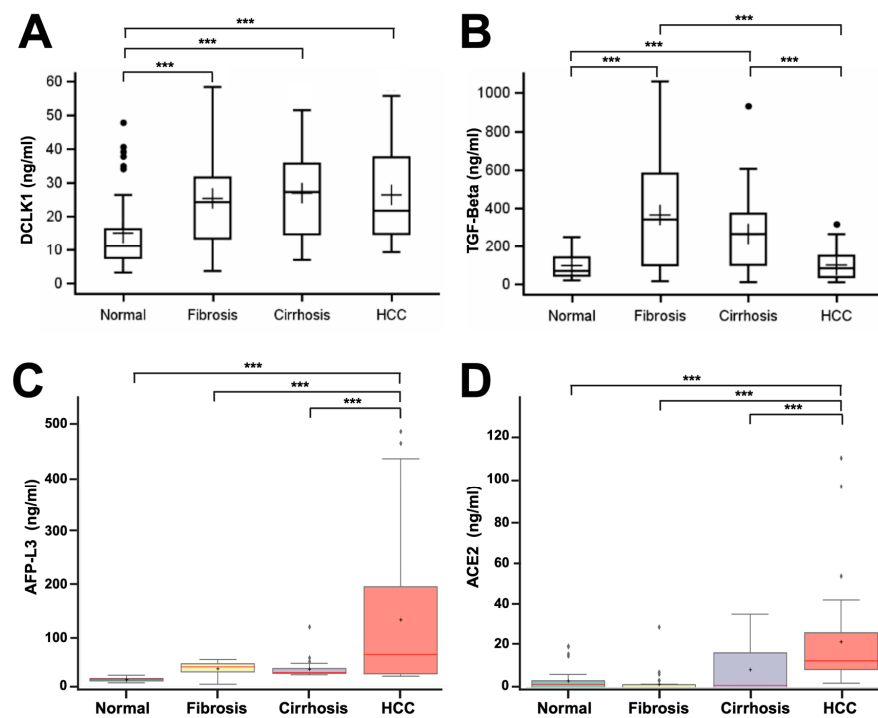 A
***
***
***
DCLK1 (ng/ml)
60
50
40
30
20
10
0
Normal
Fibrosis
Cirrhosis
HCC
B
***
***
***
***
TGF-Beta (ng/ml)
1000
800
600
400
200
0
Normal
Fibrosis
Cirrhosis
HCC
C
***
***
***
AFP-L3 (ng/ml)
500
400
300
200
100
0
Normal
Fibrosis
Cirrhosis
HCC
D
***
***
***
ACE2 (ng/ml)
120
100
80
60
40
20
0
Normal
Fibrosis
Cirrhosis
HCC